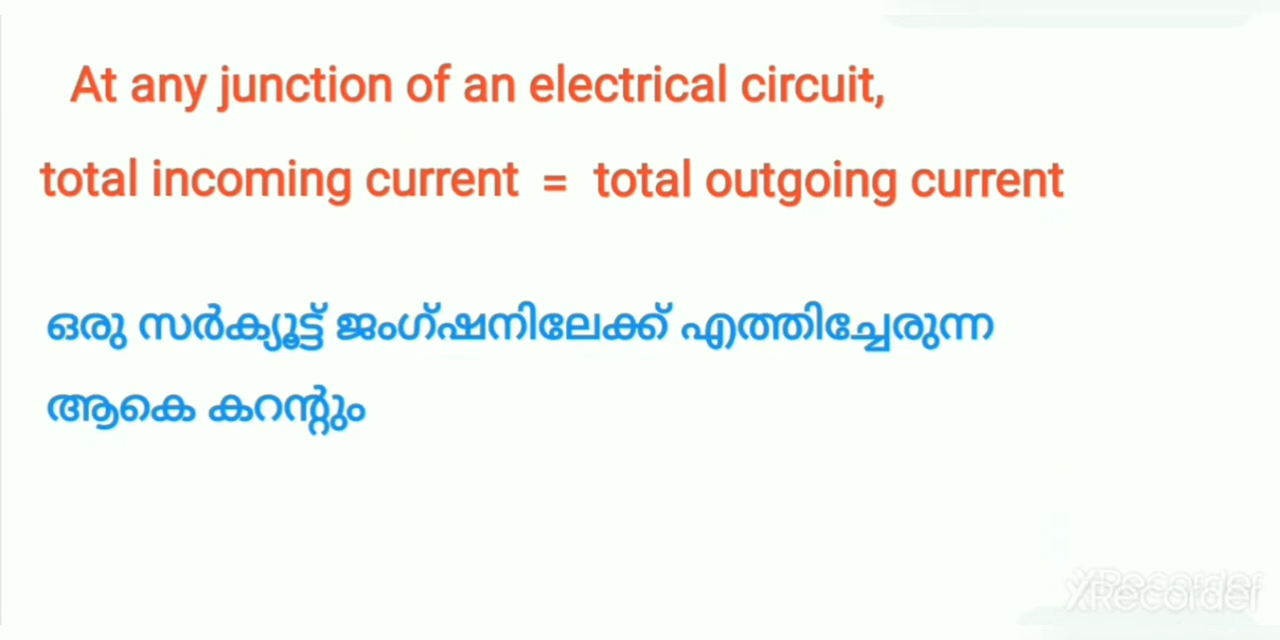 At any junction of an electrical circuit,
total incoming current = total outgoing current
ഒരു സർക്യൂട്ട് ജംഗ്ഷനിലേക്ക് എത്തിച്ചേരുന്ന
ആകെ കറന്റും
XRecorder